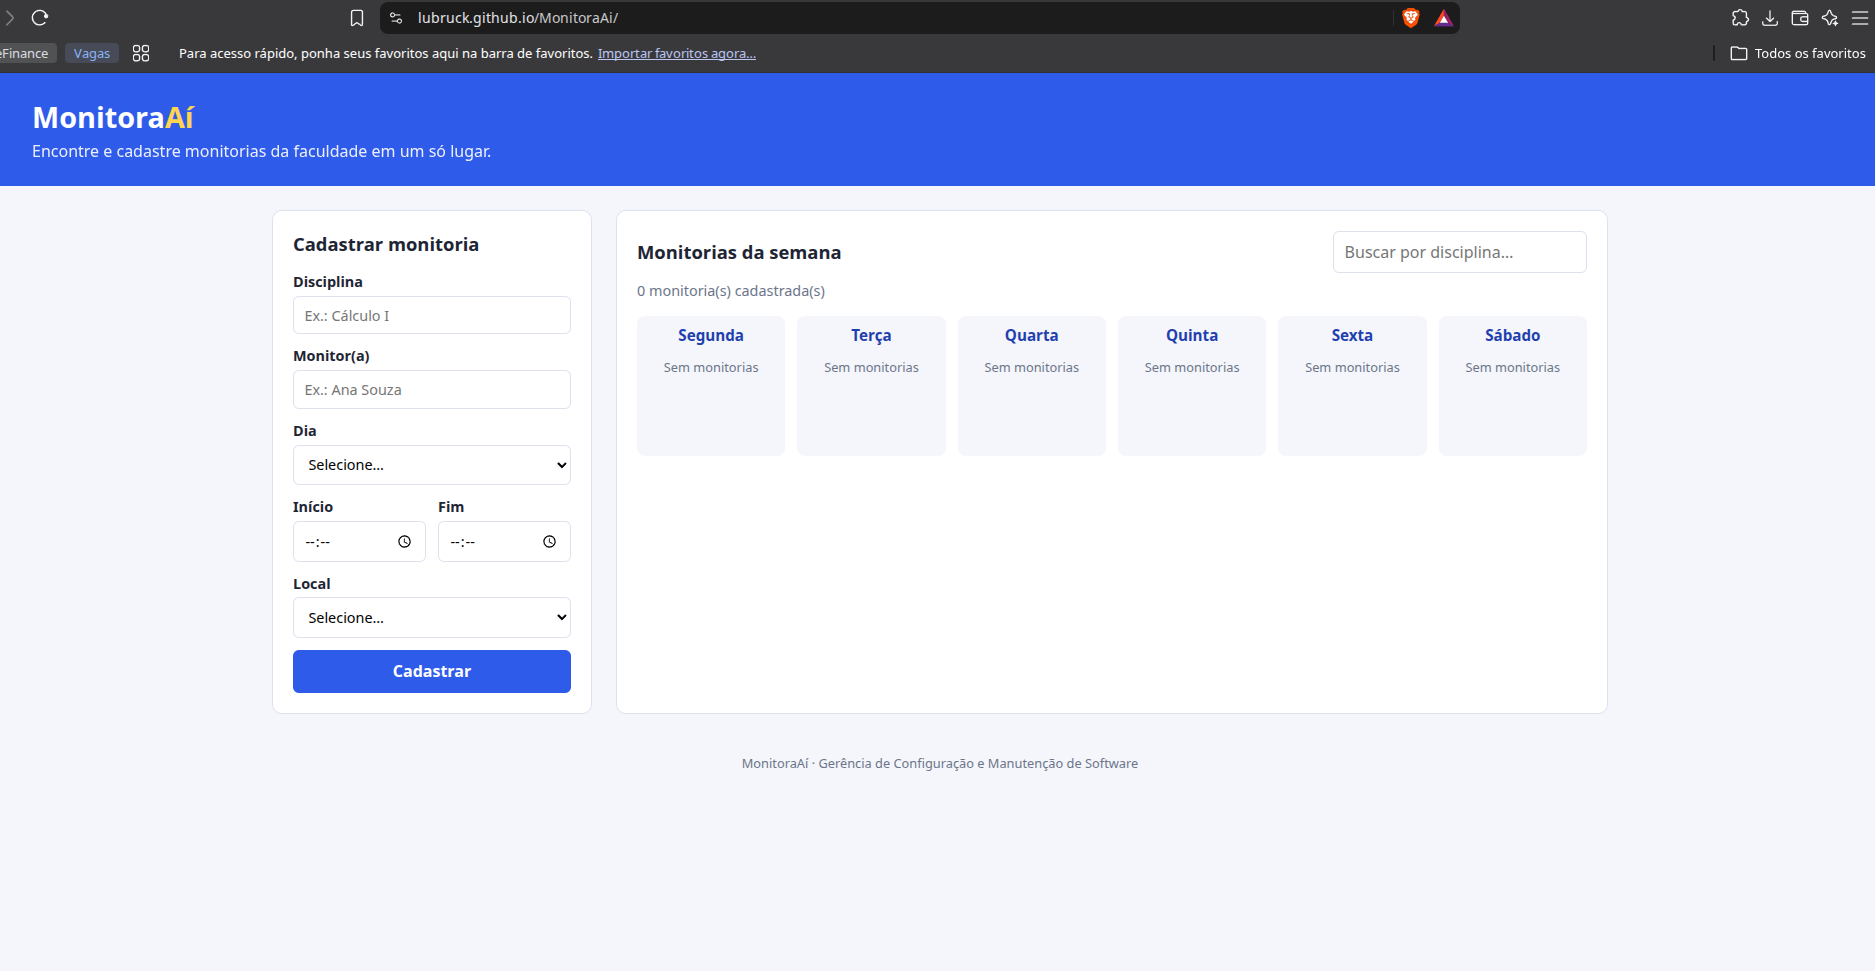 lubruck.github.io/MonitoraAi/
eFinance
Vagas
Para acesso rápido, ponha seus favoritos aqui na barra de favoritos. Importar favoritos agora...
Todos os favoritos
MonitoraAí
Encontre e cadastre monitorias da faculdade em um só lugar.
Cadastrar monitoria
Disciplina
Ex.: Cálculo I
Monitor(a)
Ex.: Ana Souza
Dia
Selecione...
Início Fim
--:-- --:--
Local
Selecione...
Cadastrar
Monitorias da semana
Buscar por disciplina...
0 monitoria(s) cadastrada(s)
Segunda Terça Quarta Quinta Sexta Sábado
Sem monitorias Sem monitorias Sem monitorias Sem monitorias Sem monitorias Sem monitorias
MonitoraAí · Gerência de Configuração e Manutenção de Software